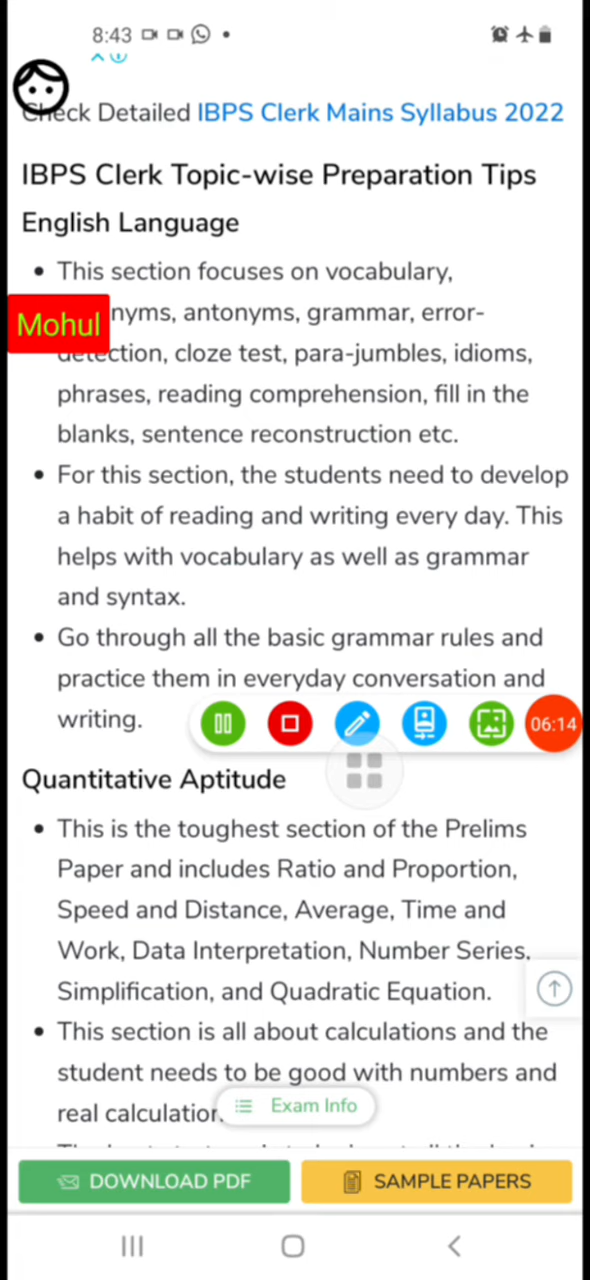 8:43
Check Detailed IBPS Clerk Mains Syllabus 2022
IBPS Clerk Topic-wise Preparation Tips
English Language
This section focuses on vocabulary,
Mohul
nyms, antonyms, grammar, error-
detection, cloze test, para-jumbles, idioms,
phrases, reading comprehension, fill in the
blanks, sentence reconstruction etc.
For this section, the students need to develop
a habit of reading and writing every day. This
helps with vocabulary as well as grammar
and syntax.
Go through all the basic grammar rules and
practice them in everyday conversation and
writing.
06:14
Quantitative Aptitude
This is the toughest section of the Prelims
Paper and includes Ratio and Proportion,
Speed and Distance, Average, Time and
Work, Data Interpretation, Number Series,
Simplification, and Quadratic Equation.
This section is all about calculations and the
student needs to be good with numbers and
real calculation.
Exam Info
DOWNLOAD PDF
SAMPLE PAPERS